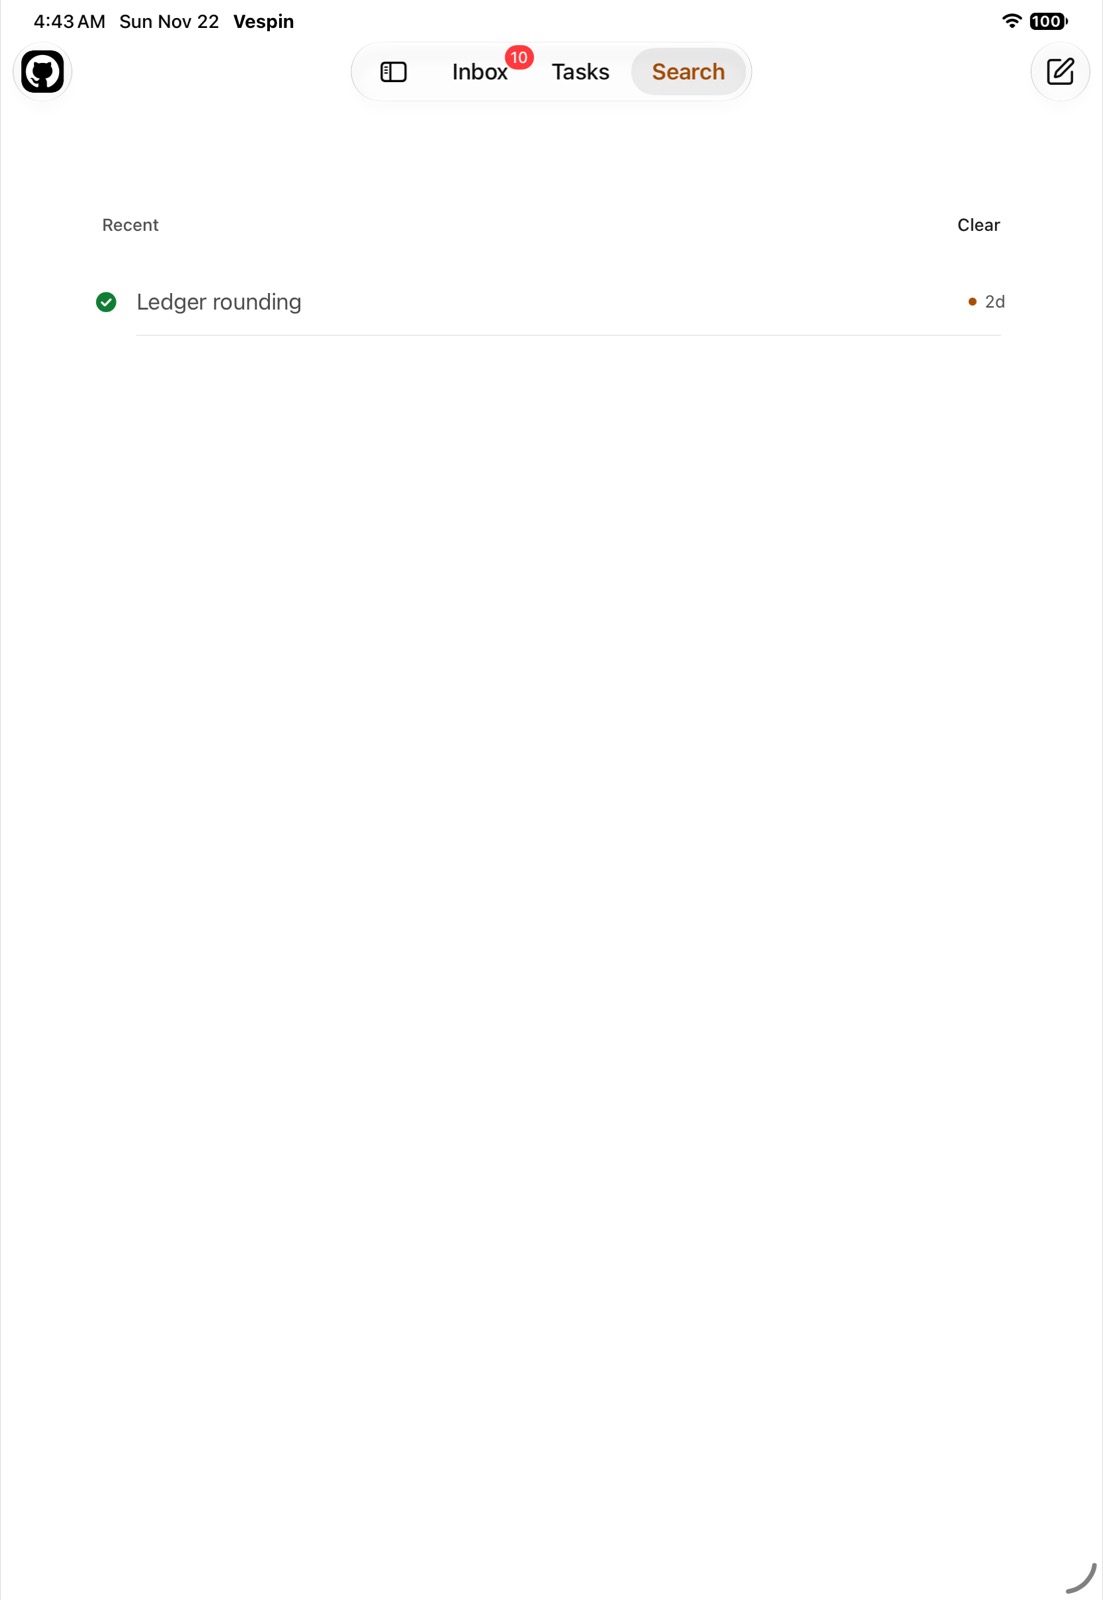 4:43 AM Sun Nov 22 Vespin
100
Inbox 10 Tasks Search
Recent Clear
Ledger rounding 2d